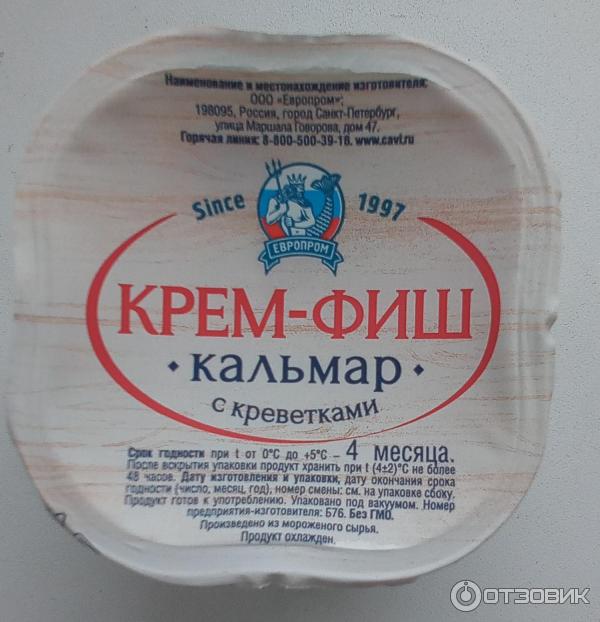 Наименование и местонахождение изготовителя:
ООО «Европром»;
198095, Россия, город Санкт-Петербург,
улица Маршала Говорова, дом 47.
Горячая линия: 8-800-500-39-16. www.cavi.ru
Since 1997
ЕВРОПРОМ
КРЕМ-ФИШ
• кальмар •
с креветками
Срок годности при t от 0°C до +5°C – 4 месяца.
После вскрытия упаковки продукт хранить при t (4±2)°C не более
48 часов. Дату изготовления и упаковки, дату окончания срока
годности (число, месяц, год), номер смены: см. на упаковке сбоку.
Продукт готов к употреблению. Упаковано под вакуумом. Номер
предприятия-изготовителя: Б76. Без ГМО.
Произведено из мороженого сырья.
Продукт охлажден.
ОТЗОВИК